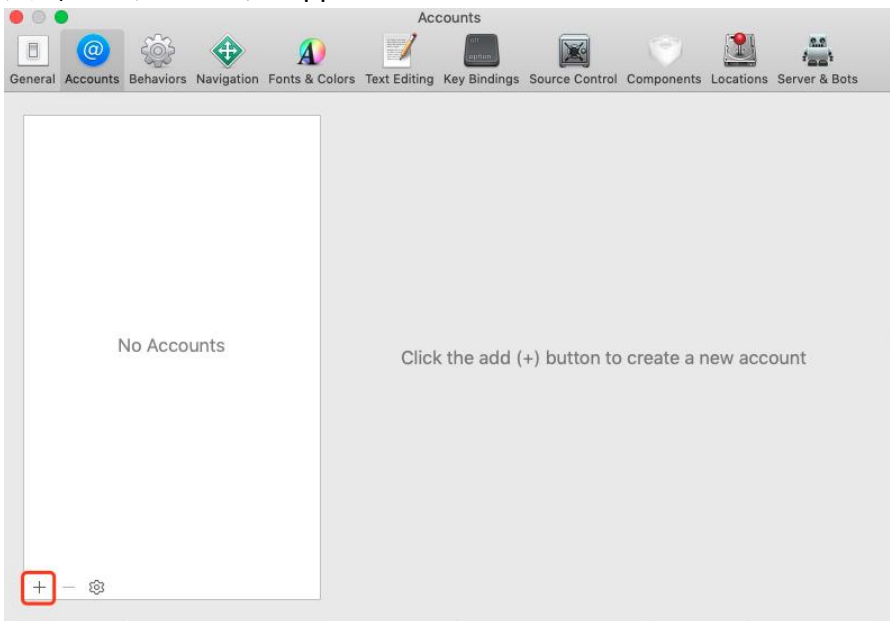 Accounts
General Accounts Behaviors Navigation Fonts & Colors Text Editing Key Bindings Source Control Components Locations Server & Bots
No Accounts
Click the add (+) button to create a new account